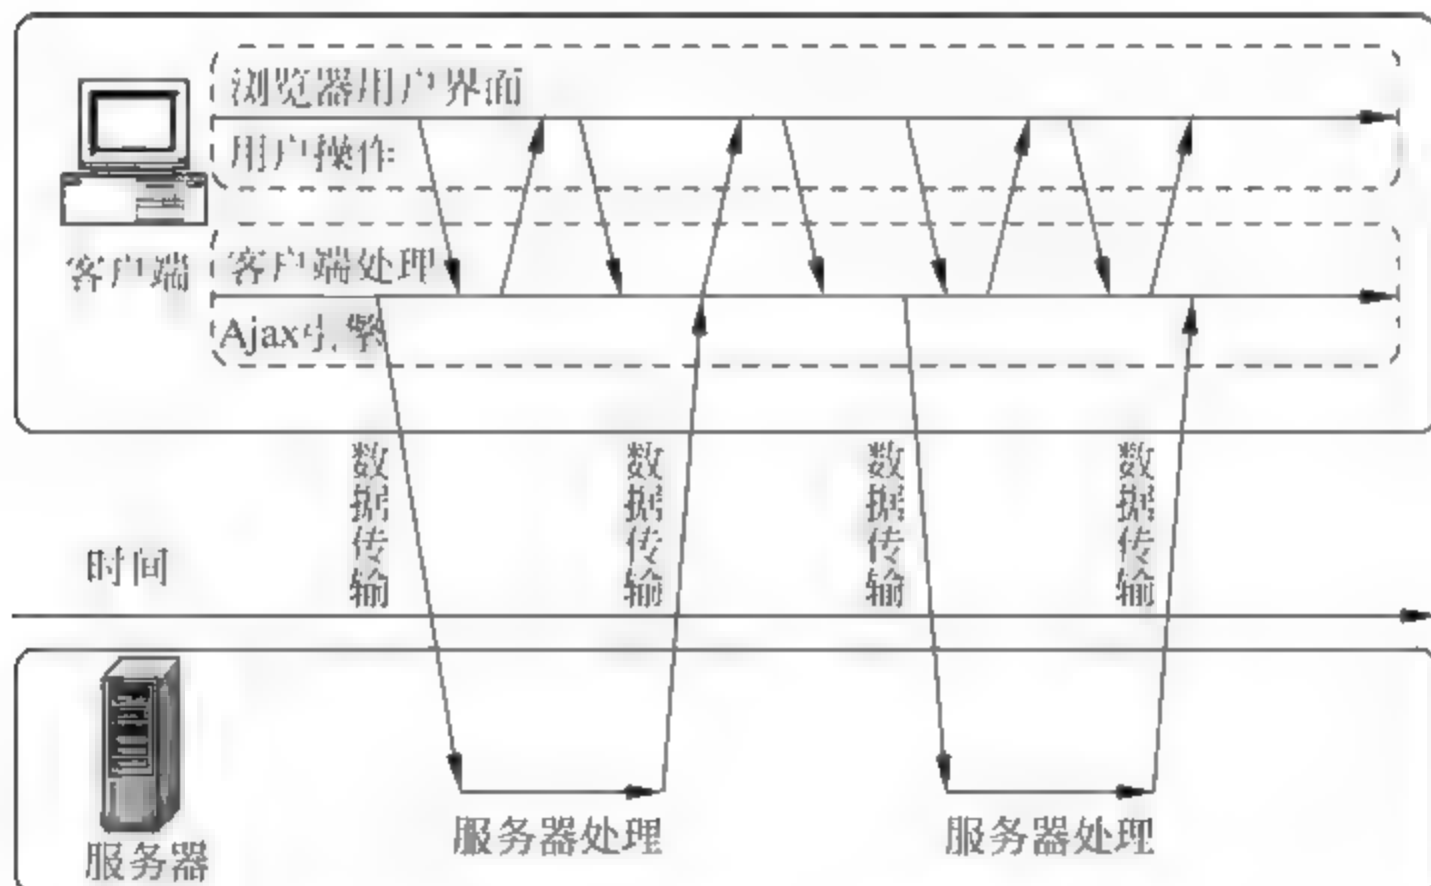 浏览器用户界面
用户操作
客户端
客户端处理
Ajax引擎
数据传输
数据传输
数据传输
数据传输
时间
服务器处理
服务器处理
服务器